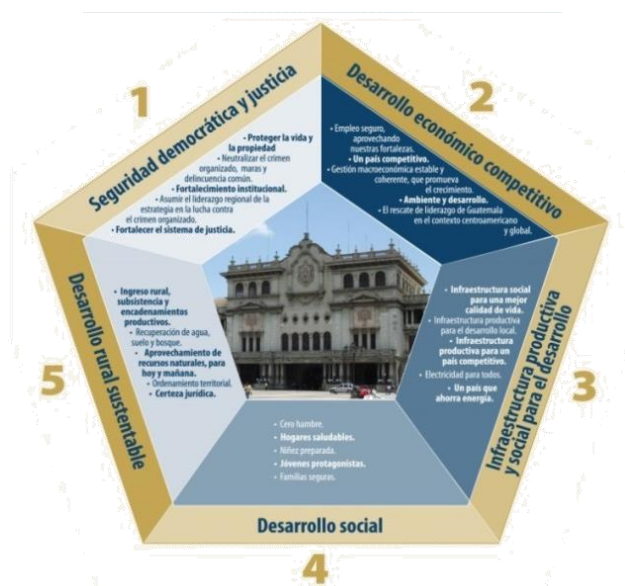 1
Seguridad democrática y justicia
• Proteger la vida y
la propiedad
• Neutralizar el crimen
organizado, maras y
delincuencia común.
• Fortalecimiento institucional.
• Asumir el liderazgo regional de la
estrategia en la lucha contra
el crimen organizado.
• Fortalecer el sistema de justicia.
2
Desarrollo económico competitivo
• Empleo seguro,
aprovechando
nuestras fortalezas.
• Un país competitivo.
• Gestión macroeconómica estable y
coherente, que promueva
el crecimiento.
• Ambiente y desarrollo.
• El rescate de liderazgo de Guatemala
en el contexto centroamericano
y global.
3
Infraestructura productiva
y social para el desarrollo
• Infraestructura social
para una mejor
calidad de vida.
• Infraestructura productiva
para el desarrollo local.
• Infraestructura
productiva para un
país competitivo.
• Electricidad para todos.
• Un país que
ahorra energía.
4
Desarrollo social
• Cero hambre.
• Hogares saludables.
• Niñez preparada.
• Jóvenes protagonistas.
• Familias seguras.
5
Desarrollo rural sustentable
• Ingreso rural,
subsistencia y
encadenamientos
productivos.
• Recuperación de agua,
suelo y bosque.
• Aprovechamiento de
recursos naturales, para
hoy y mañana.
• Ordenamiento territorial.
• Certeza jurídica.